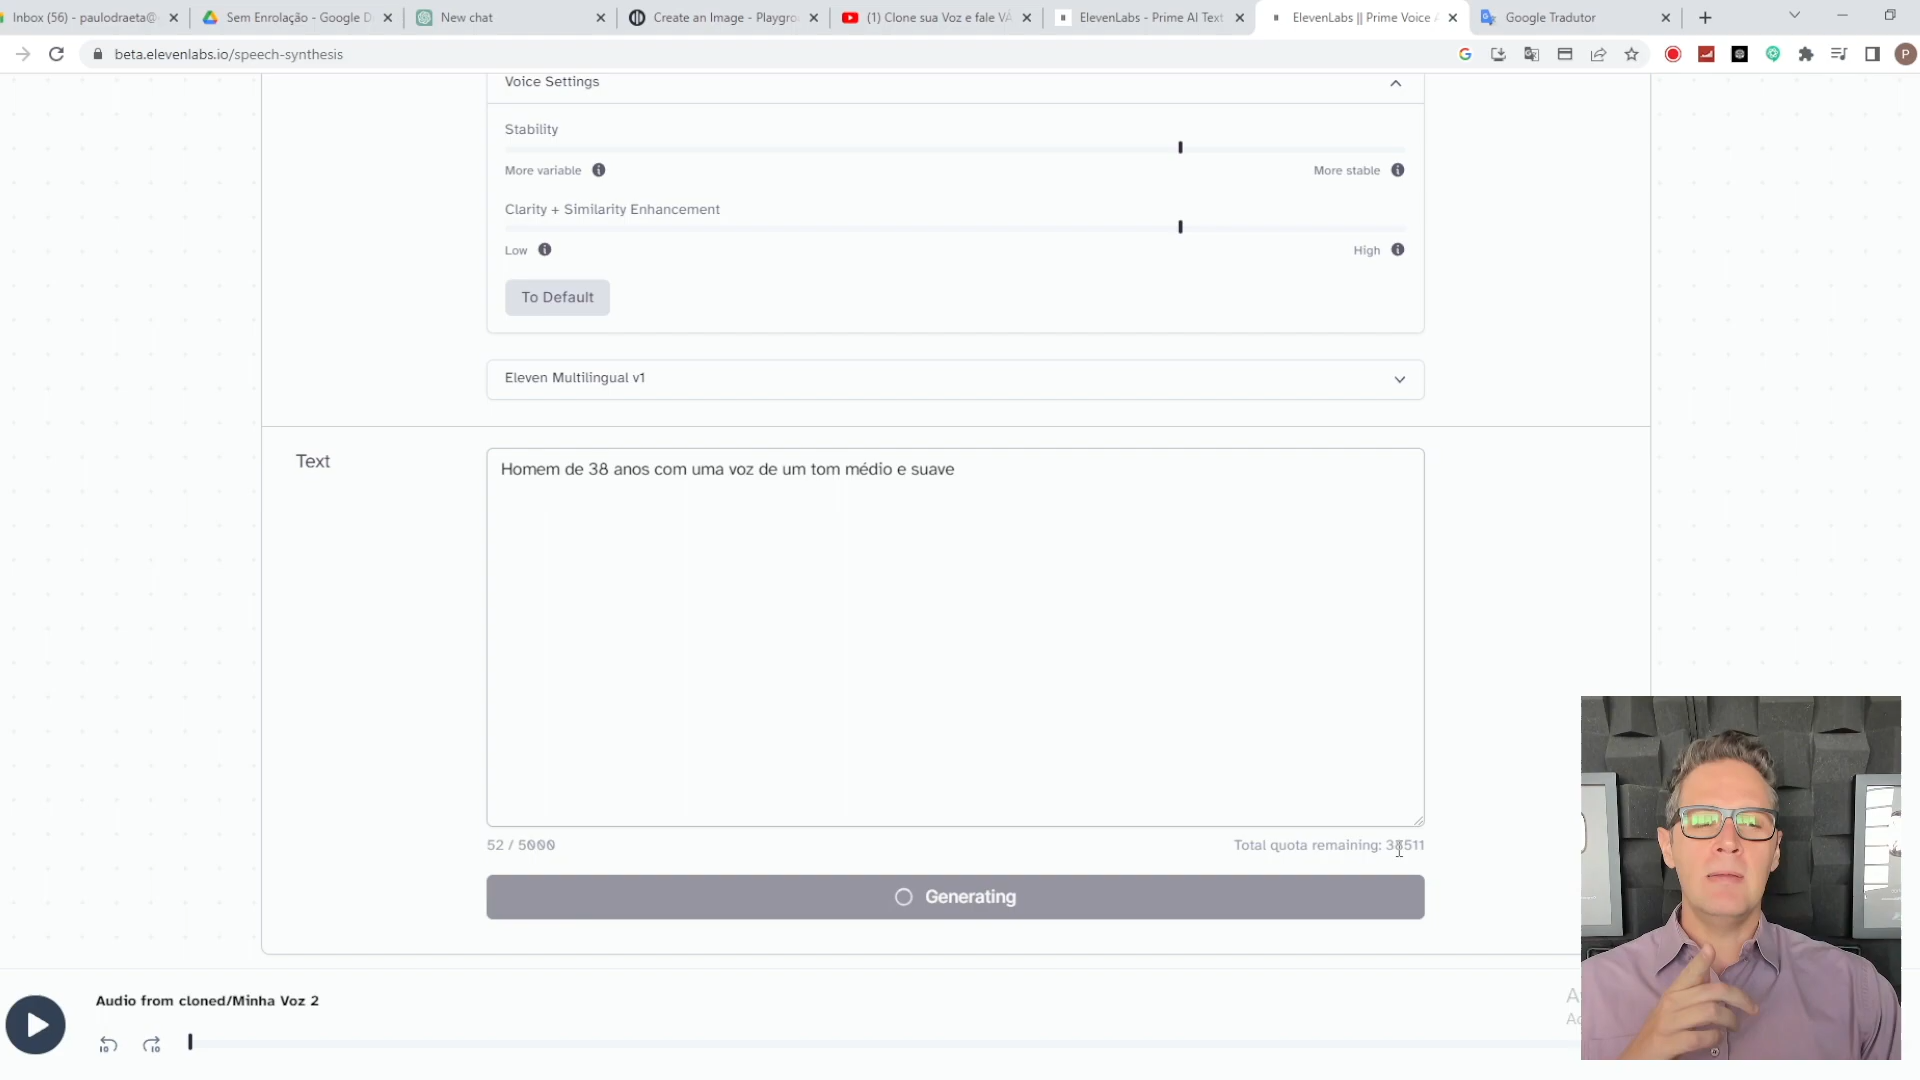 Inbox (56) - paulodraeta@
Sem Enrolação - Google D
New chat
Create an Image - Playgro
(1) Clone sua Voz e fale VÁ
ElevenLabs - Prime AI Text
ElevenLabs || Prime Voice A
Google Tradutor
beta.elevenlabs.io/speech-synthesis
P
Voice Settings
Stability
More variable
More stable
Clarity + Similarity Enhancement
Low
High
To Default
Eleven Multilingual v1
Text
Homem de 38 anos com uma voz de um tom médio e suave
52 / 5000
Total quota remaining:
Generating
Audio from cloned/Minha Voz 2
10
10